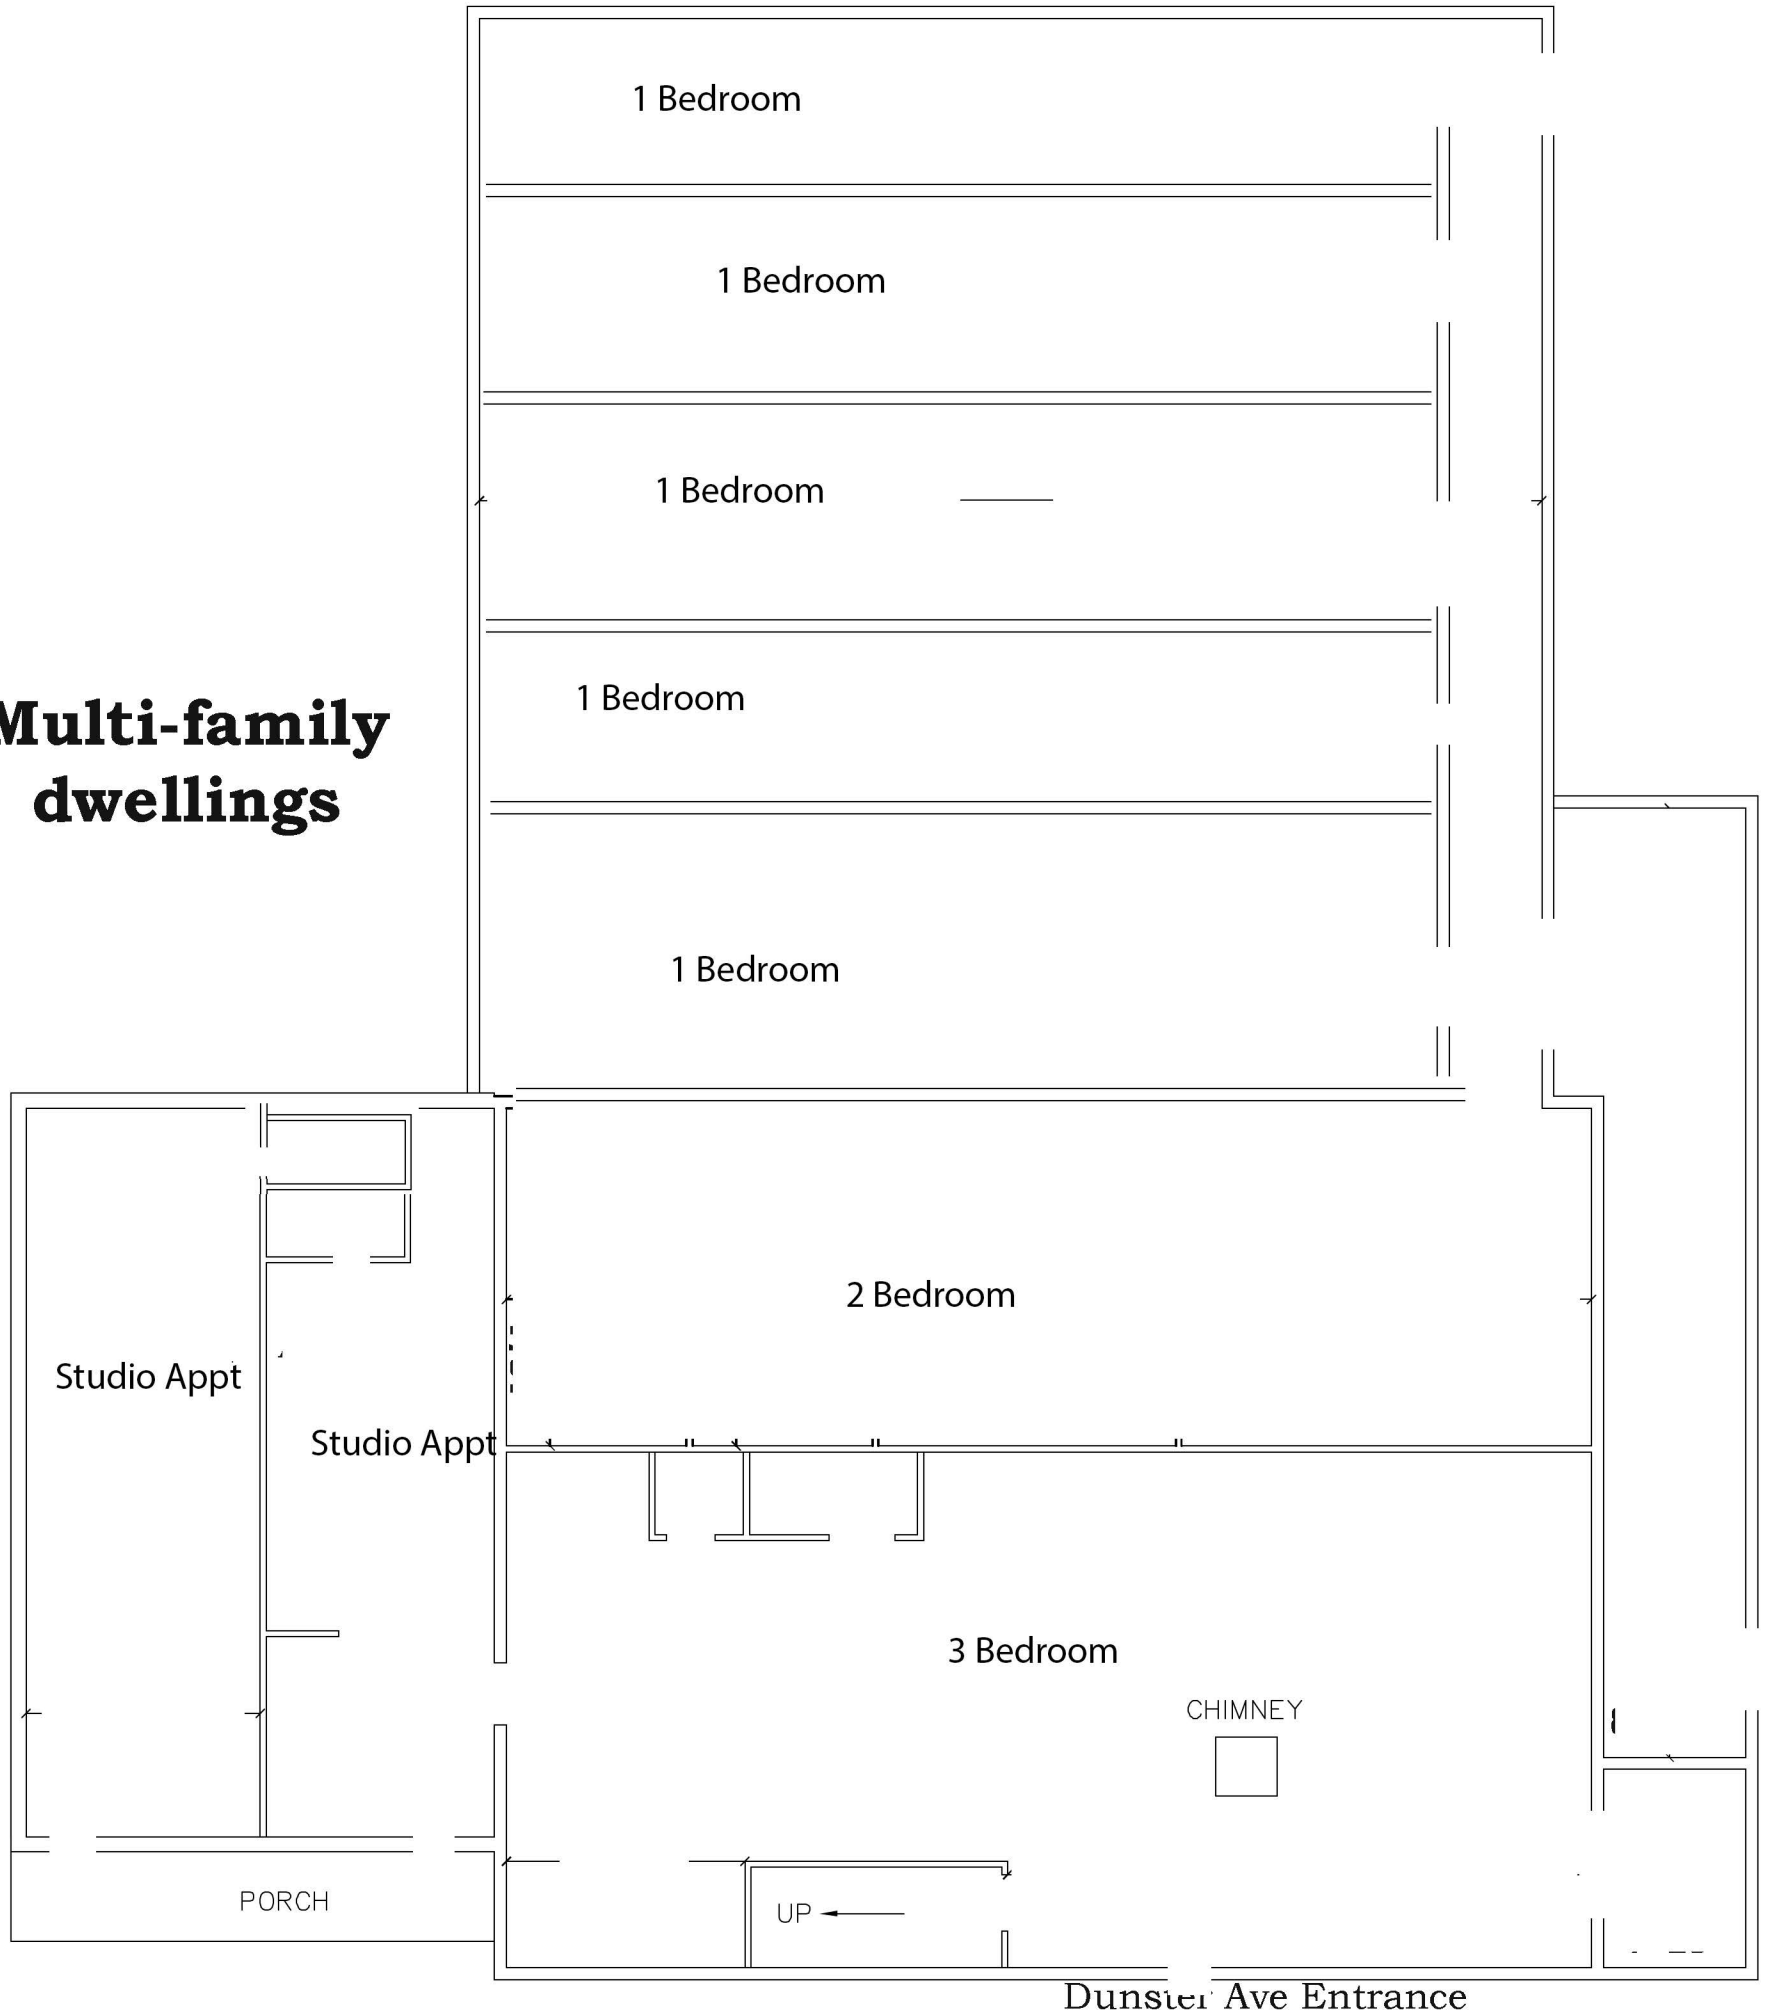 1 Bedroom
1 Bedroom
1 Bedroom
1 Bedroom
Multi-family
dwellings
1 Bedroom
2 Bedroom
Studio Appt
Studio Appt
3 Bedroom
CHIMNEY
PORCH
UP
Dunster Ave Entrance